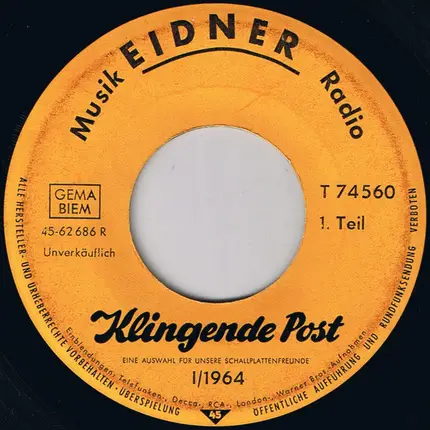 Musik EIDNER Radio
GEMA
BIEM
45-62 686 R
Unverkäuflich
T 74560
1. Teil
Klingende Post
EINE AUSWAHL FÜR UNSERE SCHALLPLATTENFREUNDE
I/1964
Einblendungen: Telefunken-, Decca-, RCA-, London-, Warner Bros.-Aufnahmen
ALLE HERSTELLER- UND URHEBERRECHTE VORBEHALTEN · ÜBERSPIELUNG
45
ÖFFENTLICHE AUFFÜHRUNG UND RUNDFUNKSENDUNG VERBOTEN